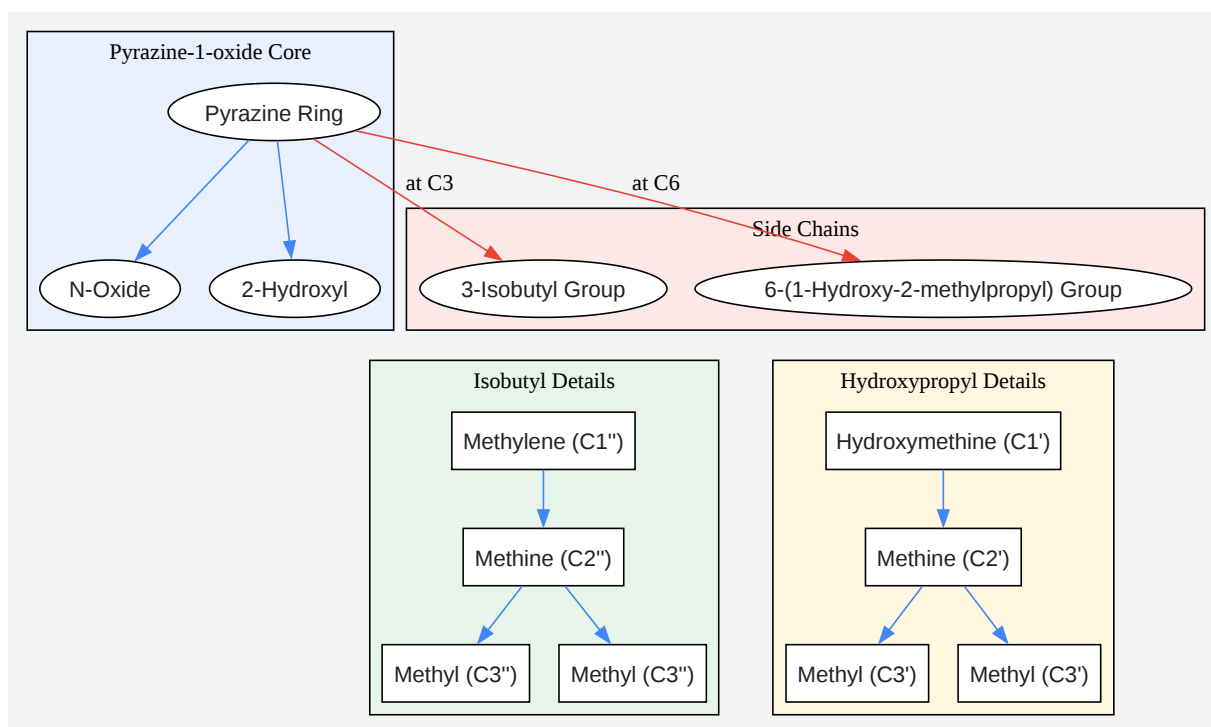 Pyrazine-1-oxide Core
Pyrazine Ring
at C3
at C6
Side Chains
N-Oxide
2-Hydroxyl
3-Isobutyl Group
6-(1-Hydroxy-2-methylpropyl) Group
Isobutyl Details
Hydroxypropyl Details
Methylene (C1'')
Hydroxymethine (C1')
Methine (C2'')
Methine (C2')
Methyl (C3'')
Methyl (C3'')
Methyl (C3')
Methyl (C3')